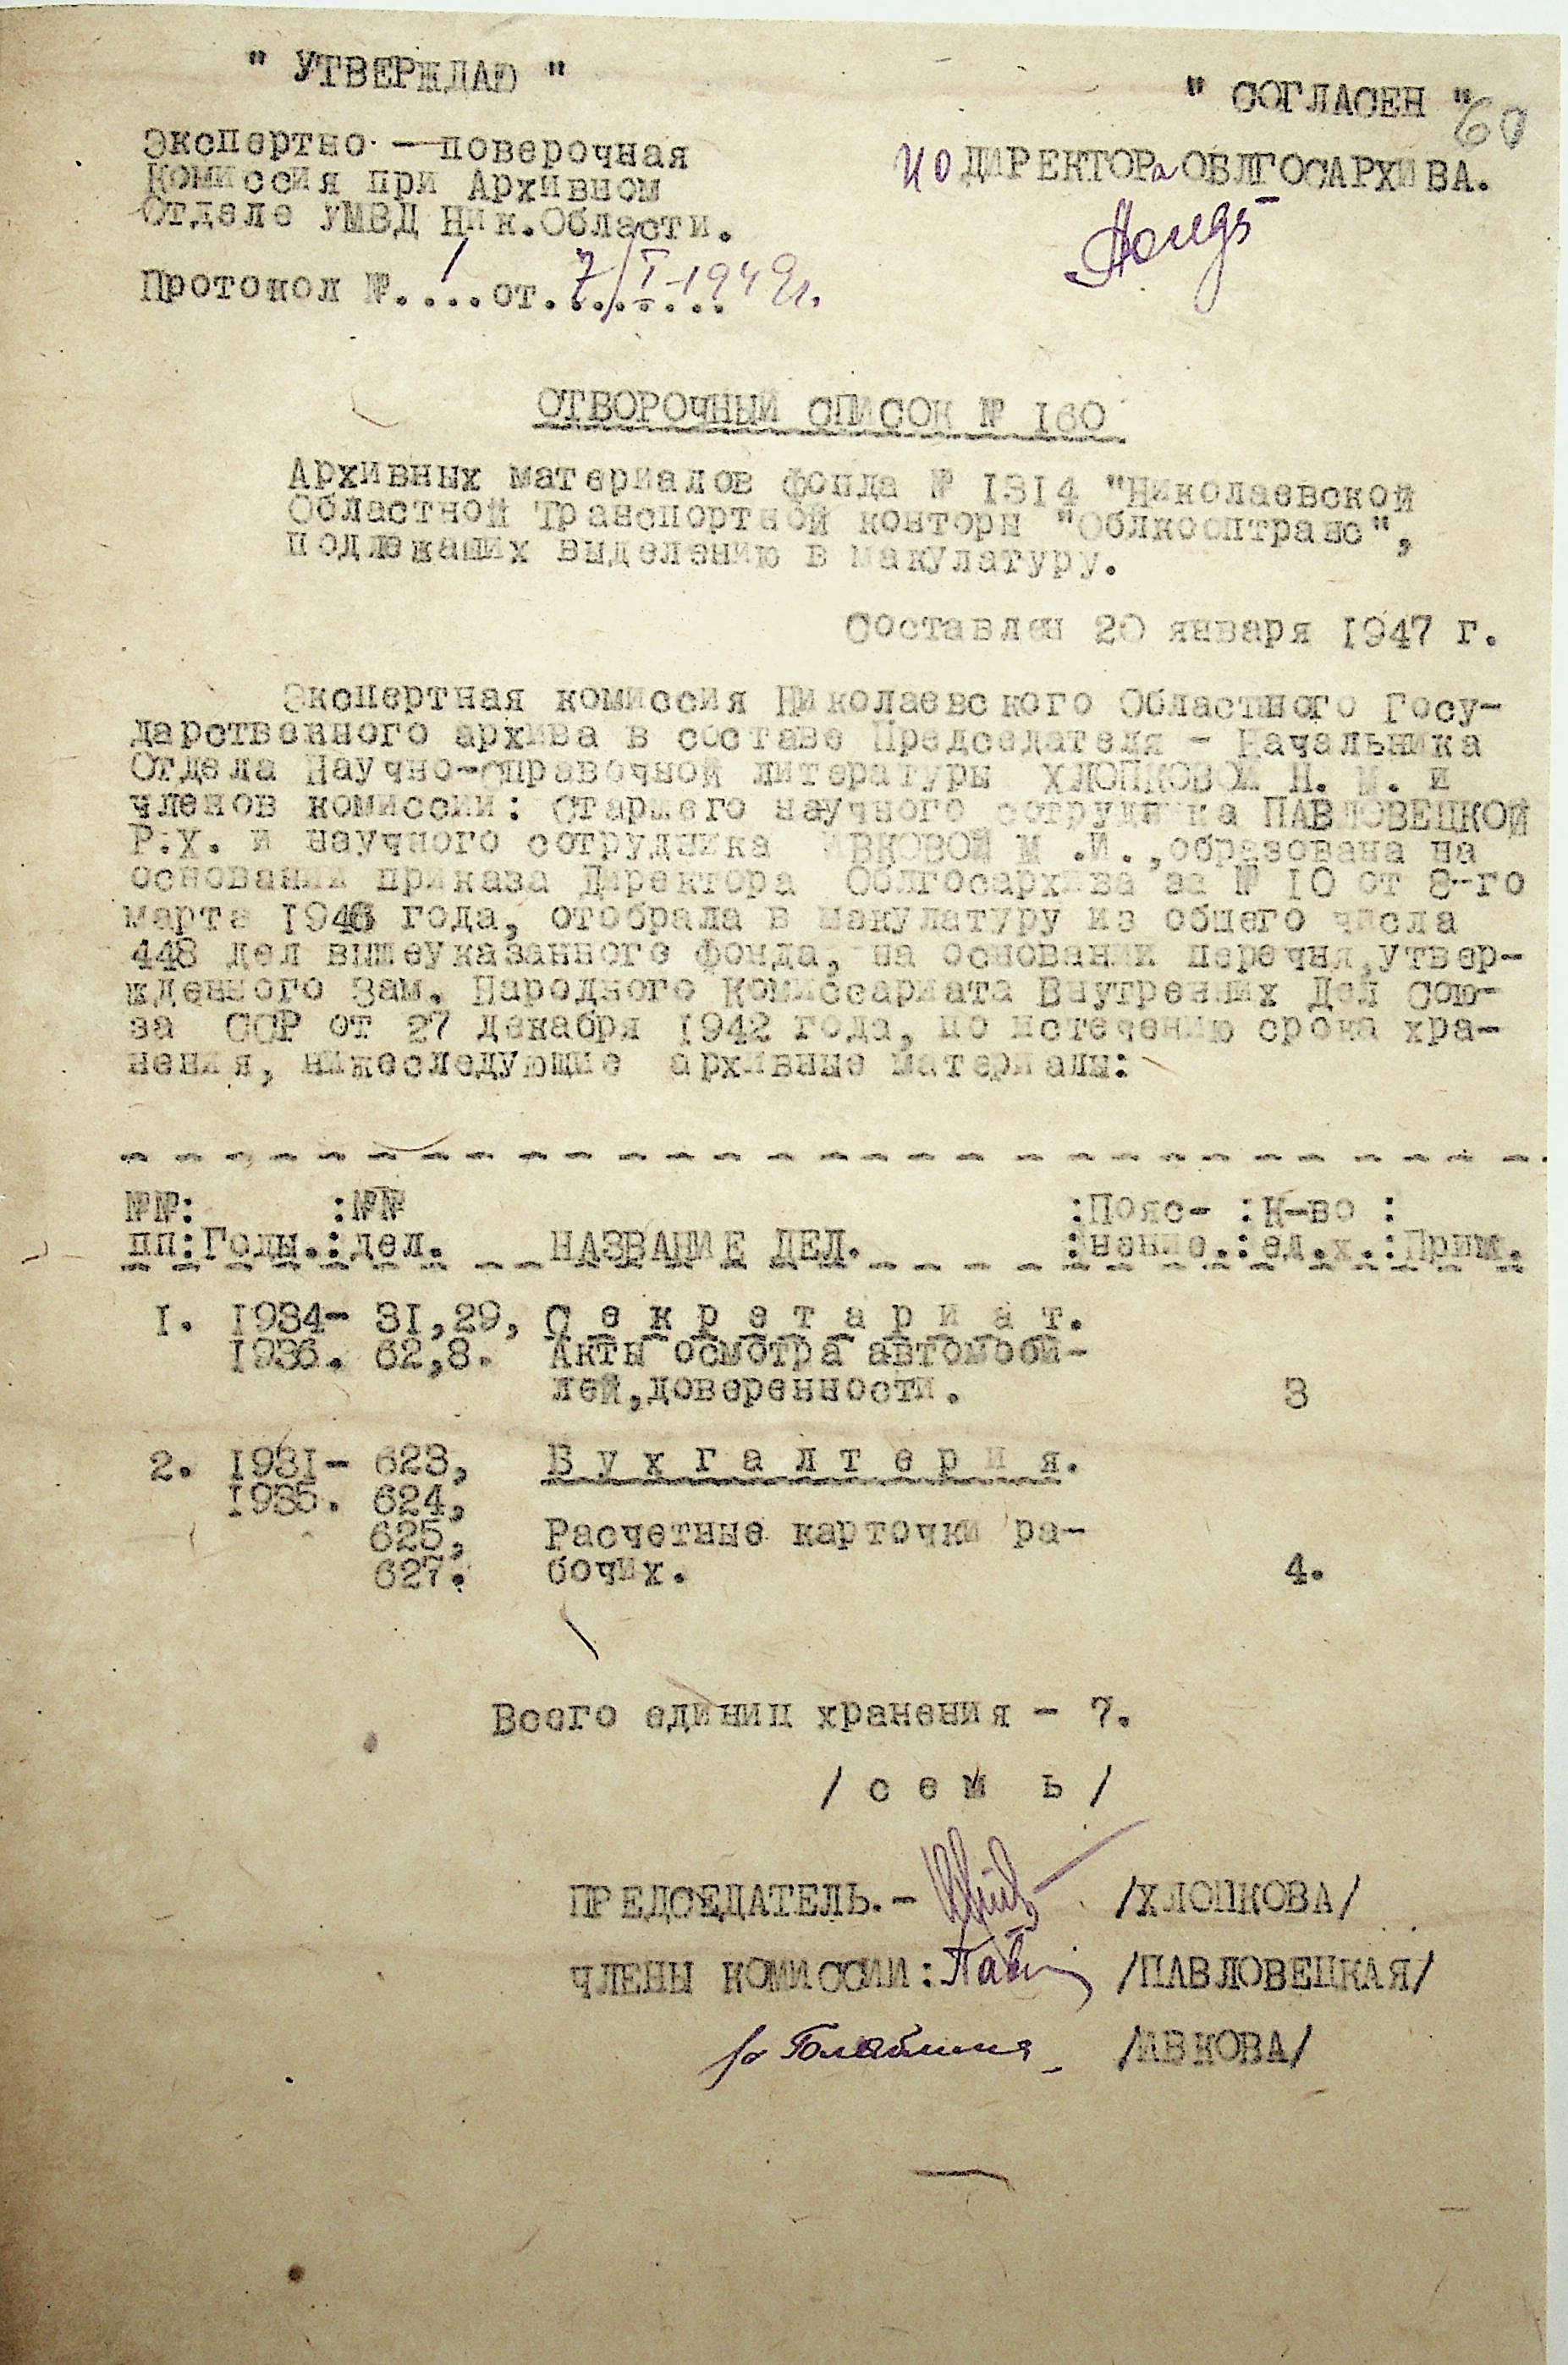 " УТВЕРЖДАЮ "
" СОГЛАСЕН "
60
Экспертно - поверочная
Комиссия при Архивном
Отделе УМВД Ник.Области.
ИО ДИРЕКТОРа ОБЛГОСАРХИВА.
Протокол №.1...от.7/I-1949г.
ОТБОРОЧНЫЙ СПИСОК № 160
Архивных материалов фонда № 1314 "Николаевской
Областной Транспортной конторы "Облкооптранс",
подлежащих выделению в макулатуру.
Составлен 20 января 1947 г.
Экспертная комиссия Николаевского Областного Госу-
дарственного архива в составе Председателя - Начальника
Отдела Научно-справочной литературы ХЛОПКОВОЙ Н. И. и
членов комиссии: Старшего научного сотрудника ПАВЛОВЕЦКОЙ
Р.Х. и научного сотрудника ИВКОВОЙ М .И.,образована на
основании приказа Директора Облгосархива за № 10 от 8-го
марта 1946 года, отобрала в макулатуру из общего числа
448 дел вышеуказанного фонда, на основании перечня,утвер-
жденного Зам. Народного Комиссариата Внутренних Дел Сою-
за ССР от 27 декабря 1942 года, по истечению срока хра-
нения, нижеследующие архивные материалы:
№№: :№№ :Пояс- :К-во :
пп:Годы.:дел. НАЗВАНИЕ ДЕЛ. :нение.:ед.х.:Прим.
1. 1934- 31,29, С е к р е т а р и а т.
1936. 62,8. Акты осмотра автомоби-
лей,доверенности. 3
2. 1931- 623, Б у х г а л т е р и я.
1935. 624,
625, Расчетные карточки ра-
627. бочих. 4.
Всего единиц хранения - 7.
/ с е м ь /
ПРЕДСЕДАТЕЛЬ.- /ХЛОПКОВА/
ЧЛЕНЫ КОМИССИИ: Пав /ПАВЛОВЕЦКАЯ/
/ИВКОВА/